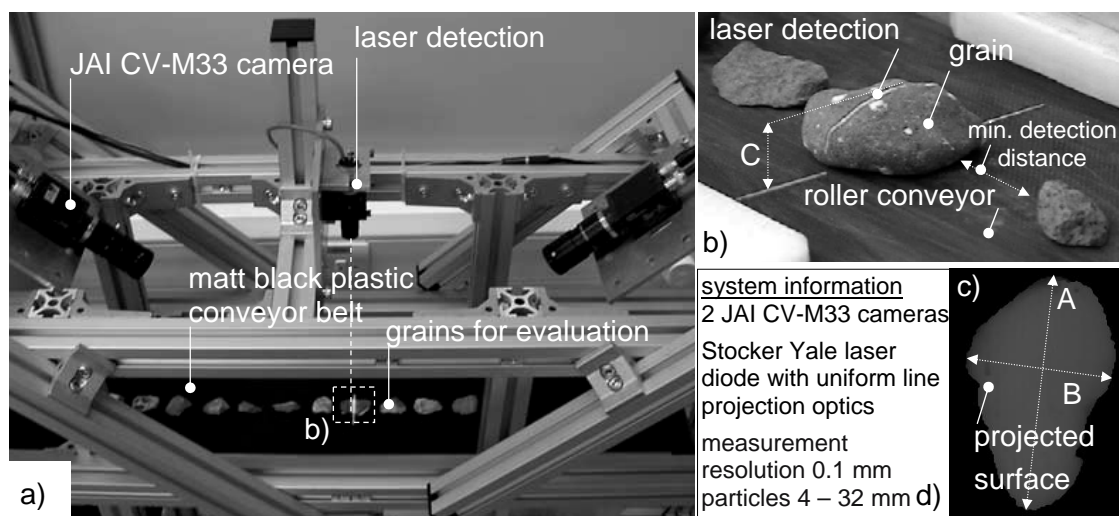 laser detection
JAI CV-M33 camera
matt black plastic
conveyor belt
grains for evaluation
b)
a)
laser detection
grain
min. detection
distance
C
roller conveyor
b)
system information
2 JAI CV-M33 cameras
Stocker Yale laser
diode with uniform line
projection optics
measurement
resolution 0.1 mm
particles 4 – 32 mm
d)
c)
A
B
projected
surface